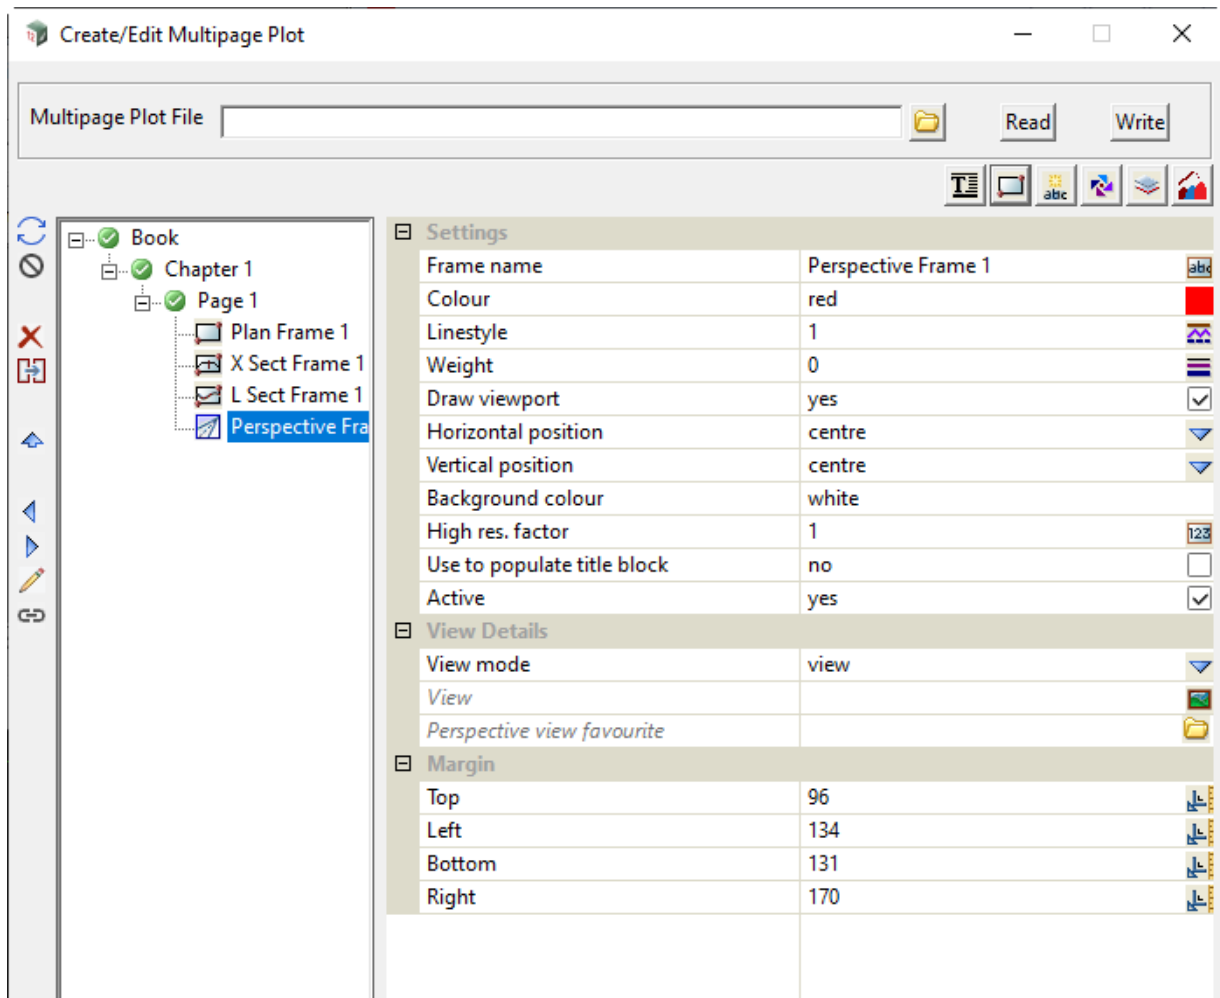 Create/Edit Multipage Plot
Multipage Plot File Read Write
T abc
Book
Chapter 1
Page 1
Plan Frame 1
X Sect Frame 1
L Sect Frame 1
Perspective Fra
Settings
Frame name Perspective Frame 1 abc
Colour red
Linestyle 1
Weight 0
Draw viewport yes
Horizontal position centre
Vertical position centre
Background colour white
High res. factor 1 123
Use to populate title block no
Active yes
View Details
View mode view
View
Perspective view favourite
Margin
Top 96
Left 134
Bottom 131
Right 170